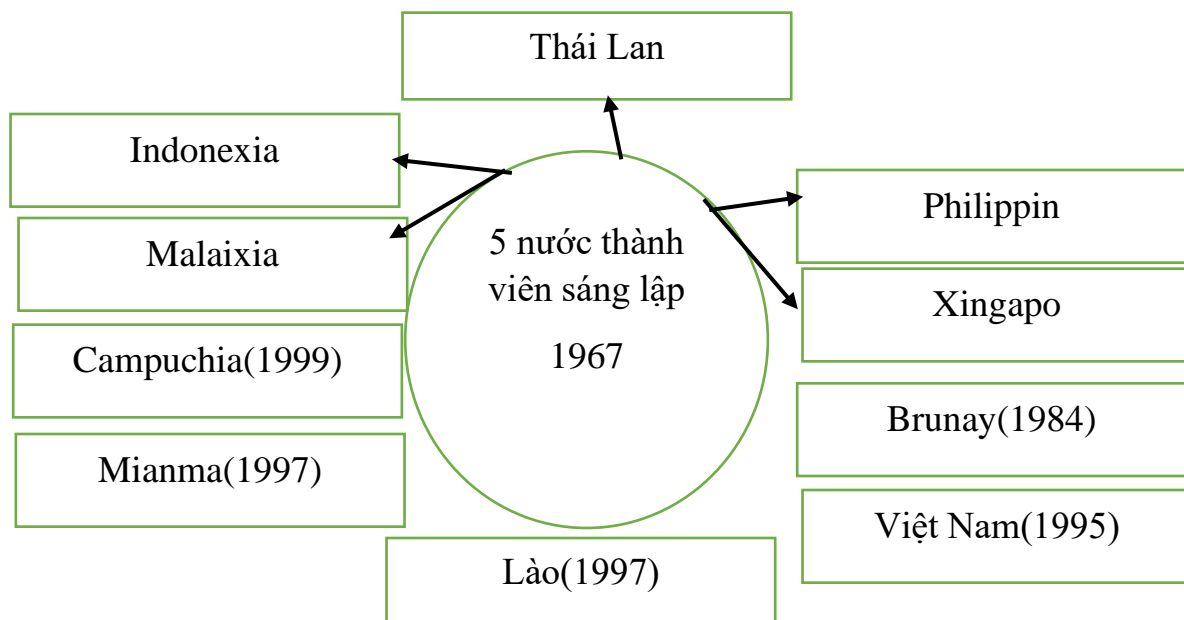 Thái Lan
Indonexia
Malaixia
Campuchia(1999)
Mianma(1997)
5 nước thành
viên sáng lập
1967
Philippin
Xingapo
Brunay(1984)
Việt Nam(1995)
Lào(1997)